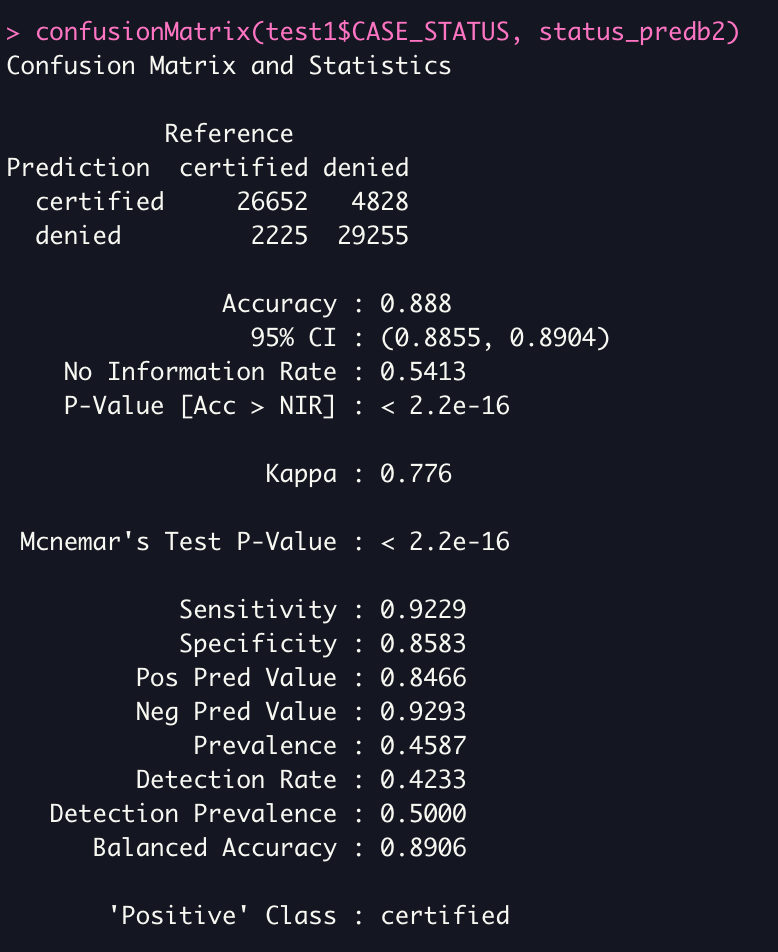 > confusionMatrix(test1$CASE_STATUS, status_predb2)
Confusion Matrix and Statistics

           Reference
Prediction  certified denied
  certified     26652   4828
  denied         2225  29255

               Accuracy : 0.888
                 95% CI : (0.8855, 0.8904)
    No Information Rate : 0.5413
    P-Value [Acc > NIR] : < 2.2e-16

                  Kappa : 0.776

 Mcnemar's Test P-Value : < 2.2e-16

            Sensitivity : 0.9229
            Specificity : 0.8583
         Pos Pred Value : 0.8466
         Neg Pred Value : 0.9293
             Prevalence : 0.4587
         Detection Rate : 0.4233
   Detection Prevalence : 0.5000
      Balanced Accuracy : 0.8906

       'Positive' Class : certified